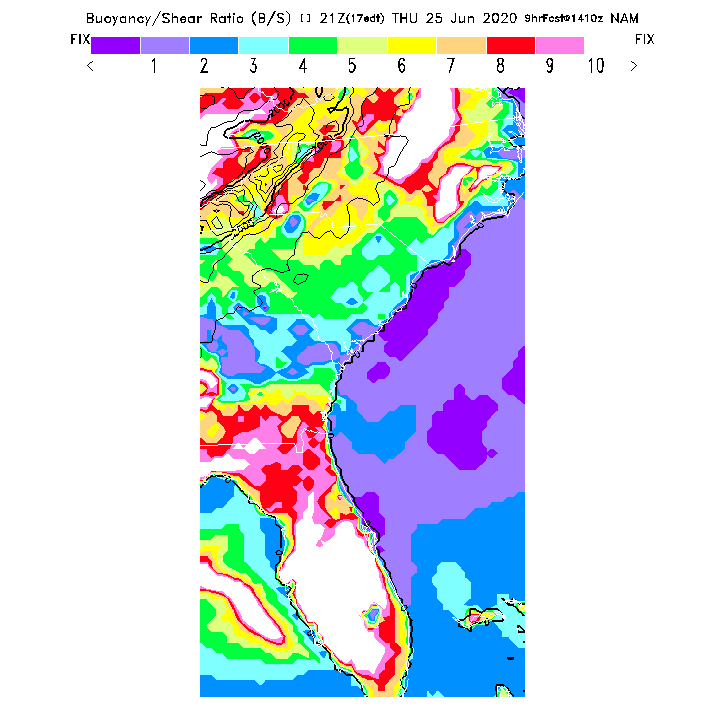 Buoyancy/Shear Ratio (B/S) [] 21Z(17edt) THU 25 Jun 2020 9hrFcst@1410z NAM
FIX FIX
< 1 2 3 4 5 6 7 8 9 10 >